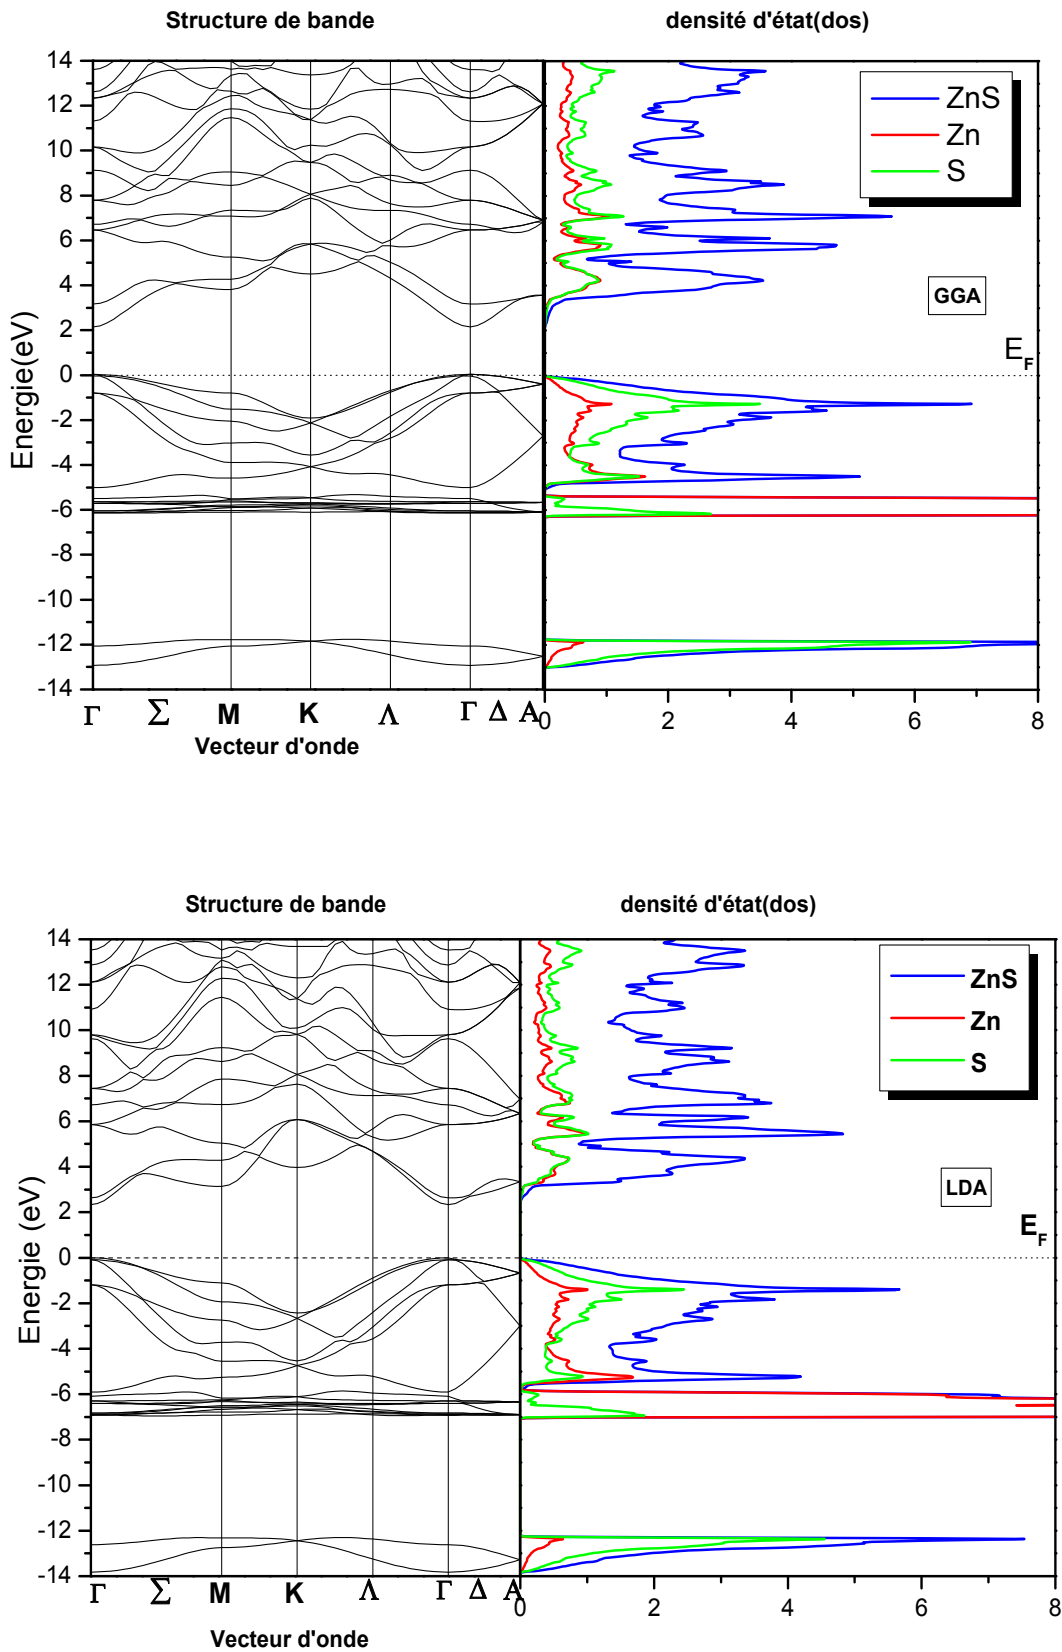 Structure de bande
densité d'état(dos)
14
12
10
8
6
4
2
0
-2
-4
-6
-8
-10
-12
-14
Energie(eV)
ZnS
Zn
S
GGA
E_F
Γ Σ M K Λ Γ Δ A
0 2 4 6 8
Vecteur d'onde
Structure de bande
densité d'état(dos)
14
12
10
8
6
4
2
0
-2
-4
-6
-8
-10
-12
-14
Energie (eV)
ZnS
Zn
S
LDA
E_F
Γ Σ M K Λ Γ Δ A
0 2 4 6 8
Vecteur d'onde